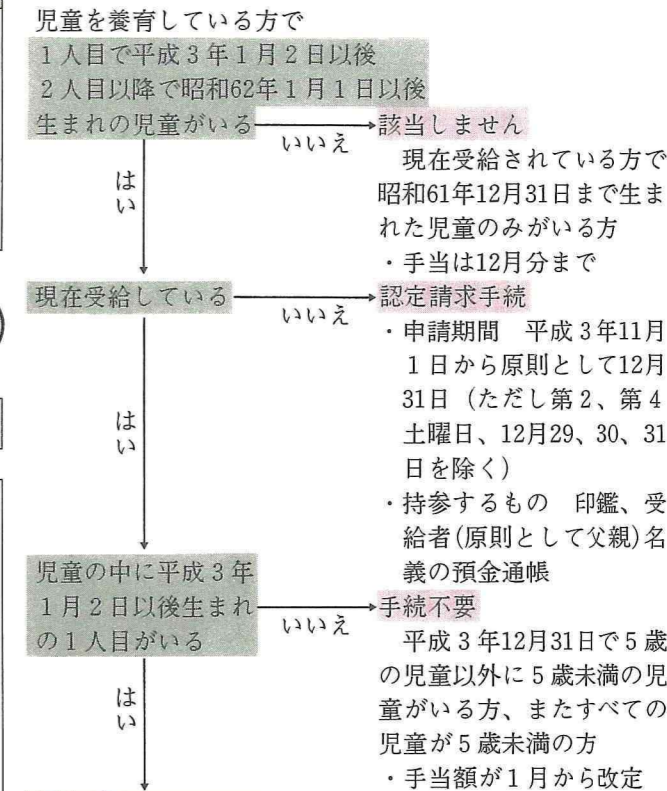 児童を養育している方で
1人目で平成3年1月2日以後
2人目以降で昭和62年1月1日以後
生まれの児童がいる
いいえ
該当しません
現在受給されている方で
昭和61年12月31日まで生ま
れた児童のみがいる方
・手当は12月分まで
はい
現在受給している
いいえ
認定請求手続
・申請期間 平成3年11月
1日から原則として12月
31日(ただし第2、第4
土曜日、12月29、30、31
日を除く)
・持参するもの 印鑑、受
給者(原則として父親)名
義の預金通帳
はい
児童の中に平成3年
1月2日以後生まれ
の1人目がいる
いいえ
手続不要
平成3年12月31日で5歳
の児童以外に5歳未満の児
童がいる方、またすべての
児童が5歳未満の方
・手当額が1月から改定
はい